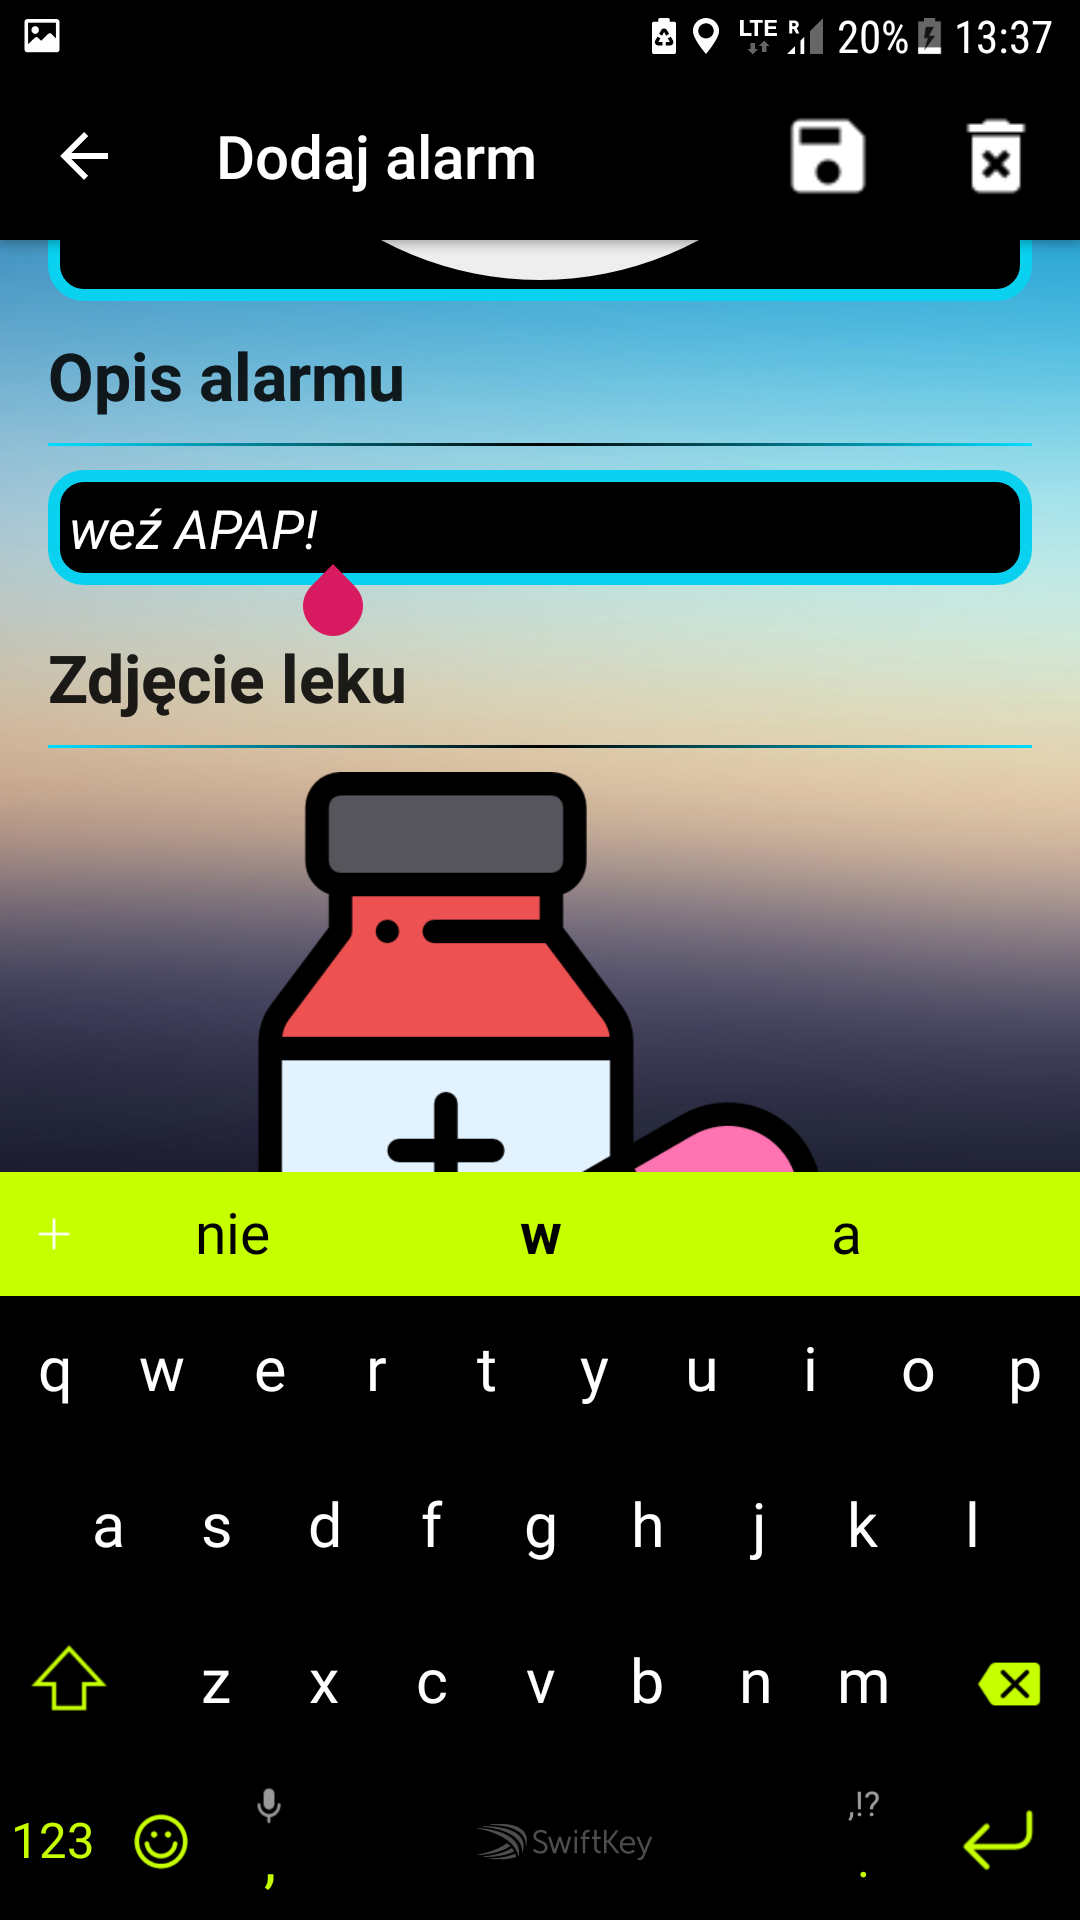 LTE R 20% 13:37
Dodaj alarm
Opis alarmu
weź APAP!
Zdjęcie leku
nie w a
q w e r t y u i o p
a s d f g h j k l
z x c v b n m
,!?
123 , SwiftKey .